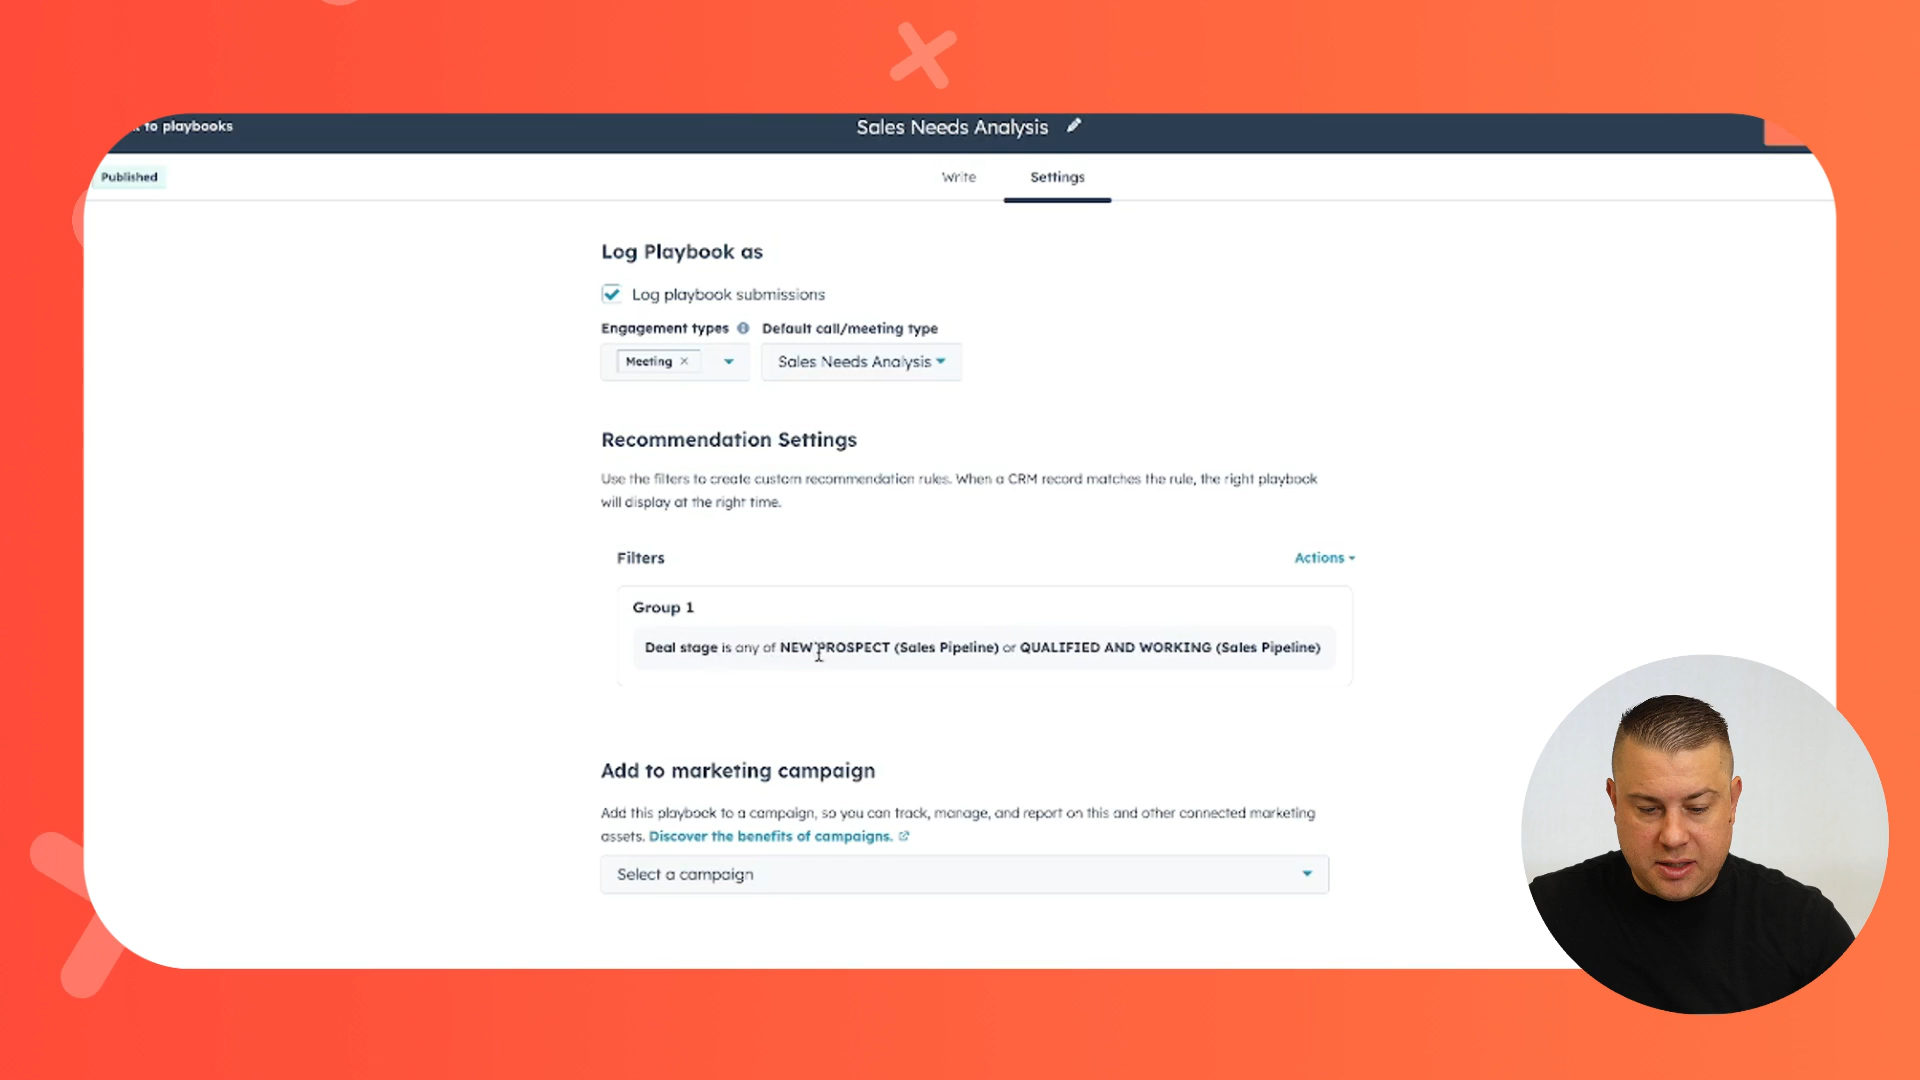 to playbooks
Sales Needs Analysis
Published
Write
Settings
Log Playbook as
Log playbook submissions
Engagement types
Default call/meeting type
Meeting ×
Sales Needs Analysis
Recommendation Settings
Use the filters to create custom recommendation rules. When a CRM record matches the rule, the right playbook
will display at the right time.
Filters
Actions
Group 1
Deal stage is any of NEW PROSPECT (Sales Pipeline) or QUALIFIED AND WORKING (Sales Pipeline)
Add to marketing campaign
Add this playbook to a campaign, so you can track, manage, and report on this and other connected marketing
assets. Discover the benefits of campaigns.
Select a campaign